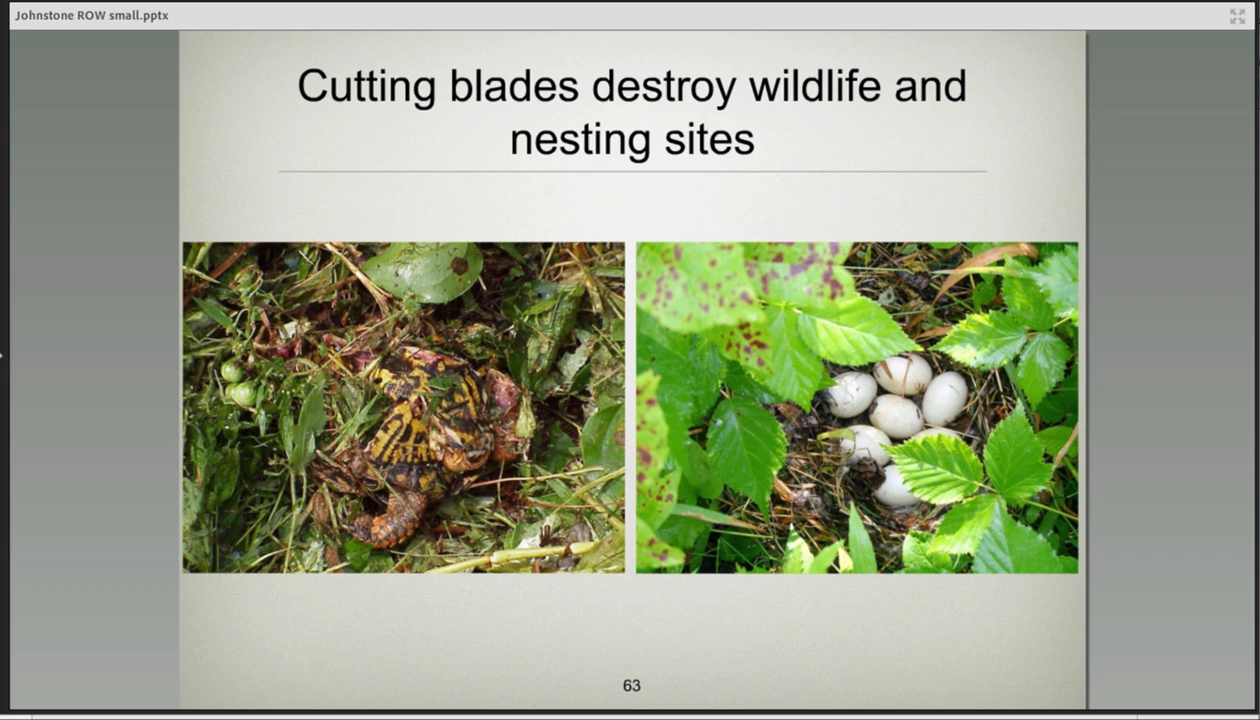 Johnstone ROW small.pptx
Cutting blades destroy wildlife and
nesting sites
63